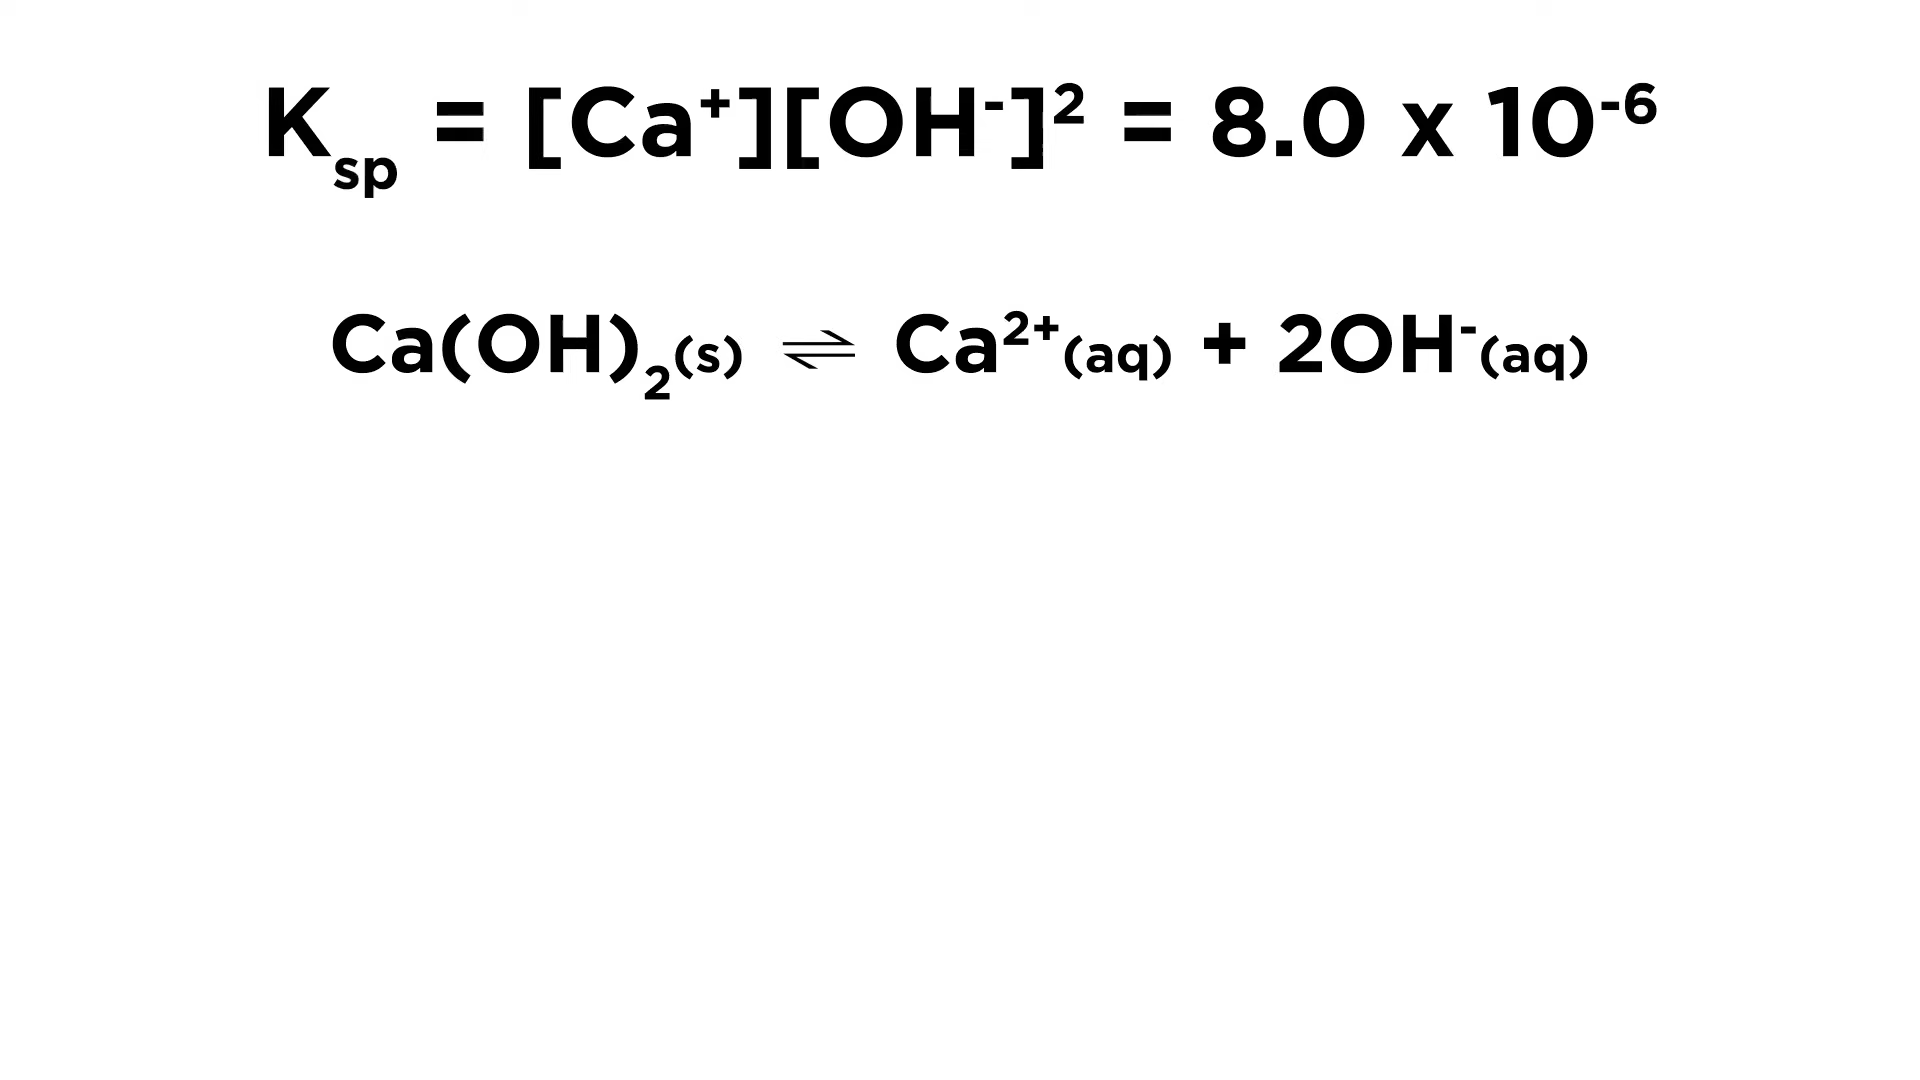 Ksp = [Ca⁺][OH⁻]² = 8.0 x 10⁻⁶
Ca(OH)₂(s) ⇌ Ca²⁺(aq) + 2OH⁻(aq)